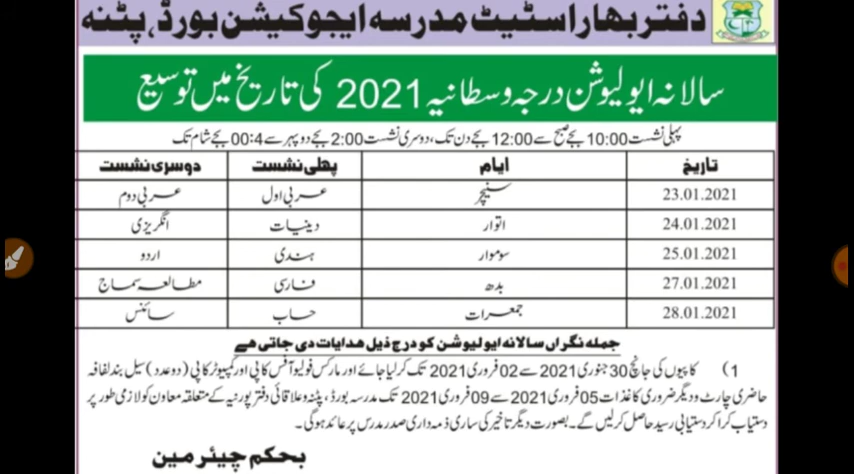 دفتر بہار اسٹیٹ مدرسہ ایجوکیشن بورڈ، پٹنہ
سالانہ ایولیوشن درجہ وسطانیہ 2021 کی تاریخ میں توسیع
پہلی نشست 10:00 بجے صبح سے 12:00 بجے دن تک، دوسری نشست 2:00 بجے دوپہر سے 00:4 بجے شام تک
تاریخ ایام پہلی نشست دوسری نشست
23.01.2021 سنیچر عربی اول عربی دوم
24.01.2021 اتوار دینیات انگریزی
25.01.2021 سوموار ہندی اردو
27.01.2021 بدھ فارسی مطالعہ سماج
28.01.2021 جمعرات حساب سائنس
جملہ نگراں سالانہ ایولیوشن کو درج ذیل ہدایات دی جاتی ہے
1) کاپیوں کی جانچ 30 جنوری 2021 سے 02 فروری 2021 تک کر لیا جائے اور مارکس فولیو آفس کاپی اور کمپیوٹر کاپی (دو عدد) سیل بند لفافہ
حاضری چارٹ و دیگر ضروری کاغذات 05 فروری 2021 سے 09 فروری 2021 تک مدرسہ بورڈ، پٹنہ و علاقائی دفتر پورنیہ کے متعلقہ معاون کو لازمی طور پر
دستیاب کرا کر دستیابی رسید حاصل کر لیں گے۔ بصورت دیگر تاخیر کی ساری ذمہ داری صدر مدرس پر عائد ہوگی۔
بحکم چیئر مین